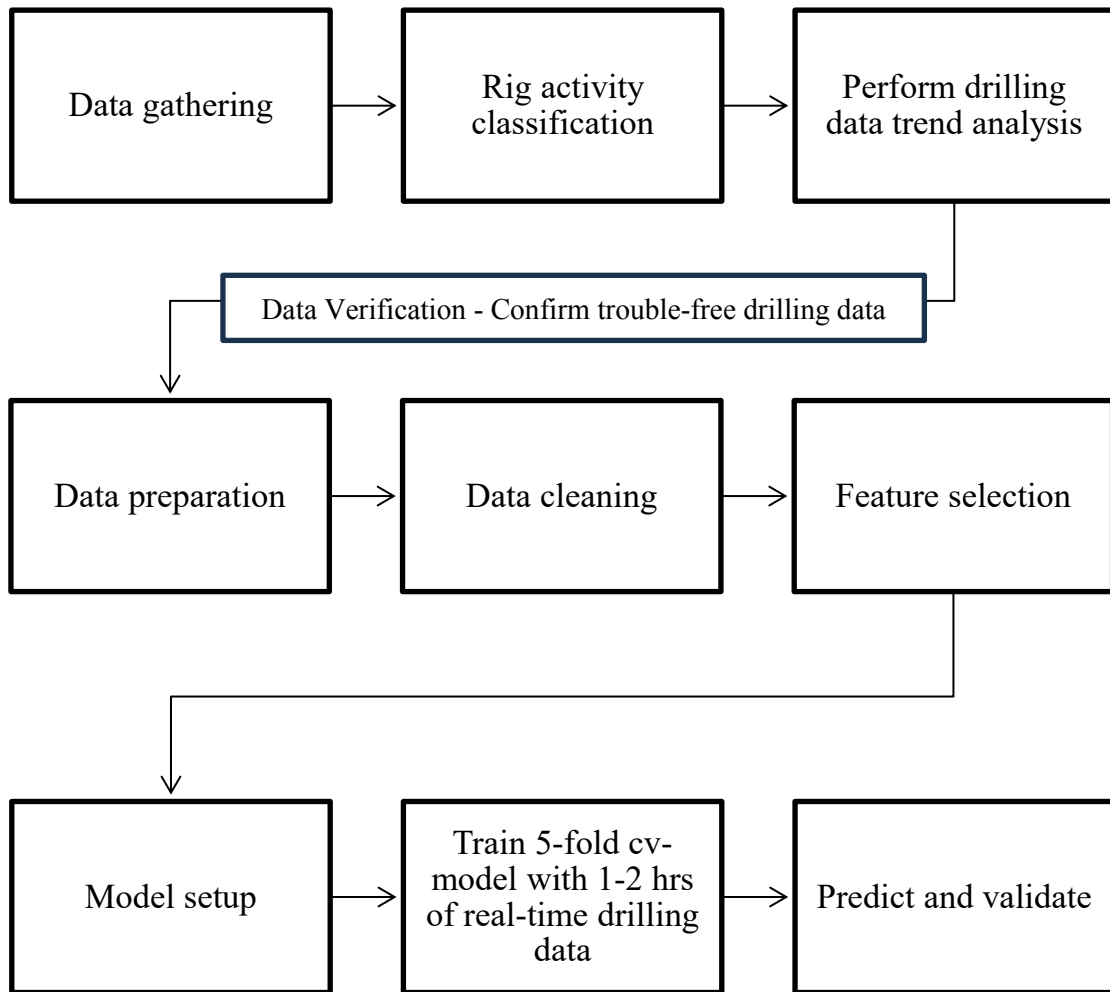 Data gathering
Rig activity
classification
Perform drilling
data trend analysis
Data Verification - Confirm trouble-free drilling data
Data preparation
Data cleaning
Feature selection
Model setup
Train 5-fold cv-
model with 1-2 hrs
of real-time drilling
data
Predict and validate